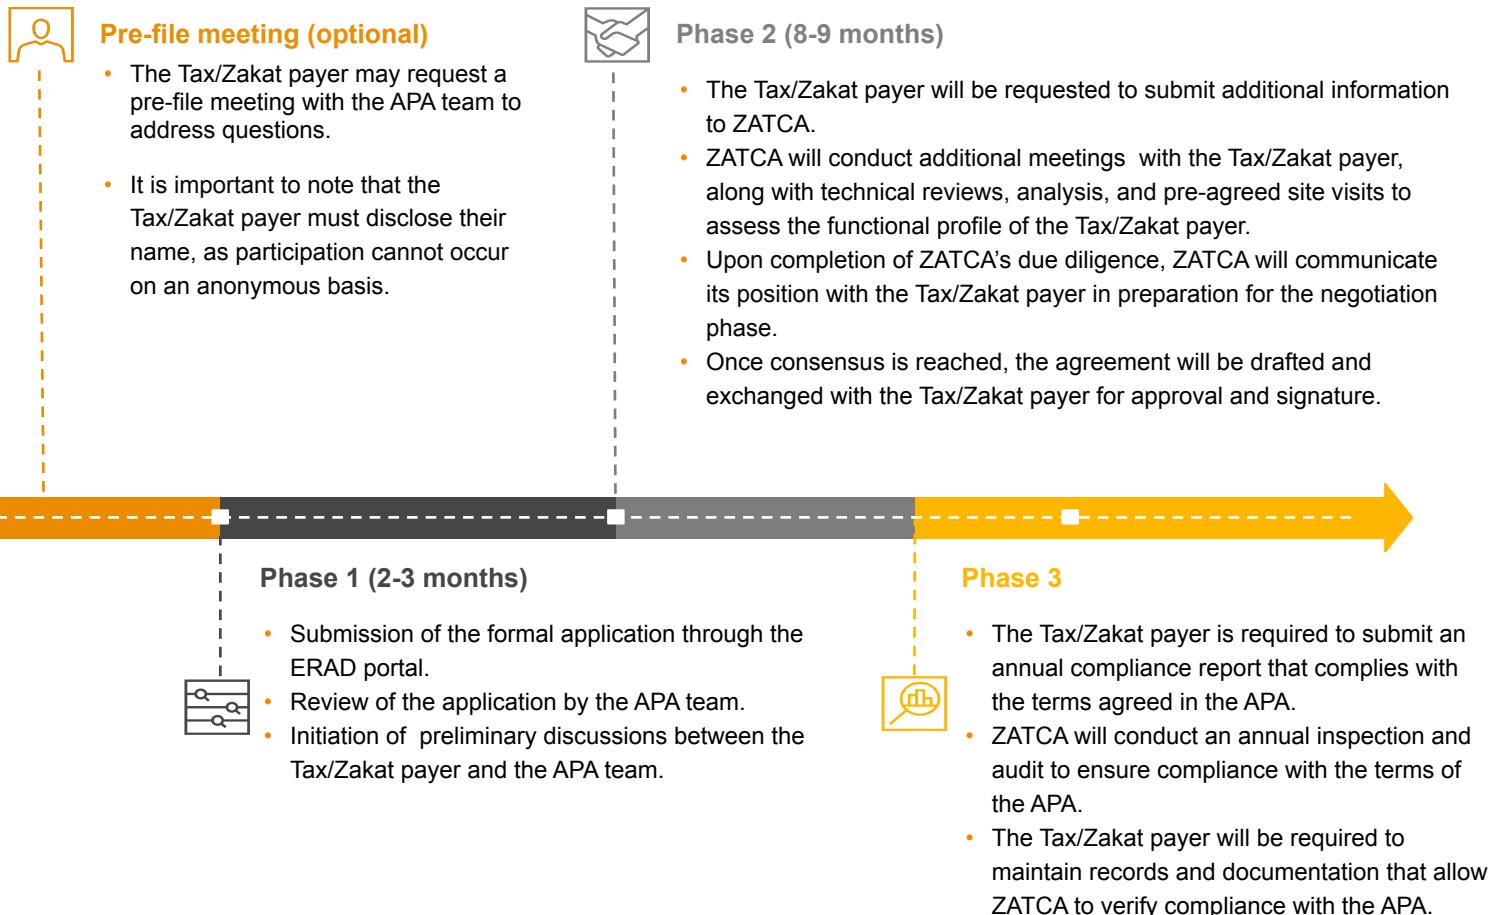 Pre-file meeting (optional)
• The Tax/Zakat payer may request a
pre-file meeting with the APA team to
address questions.
• It is important to note that the
Tax/Zakat payer must disclose their
name, as participation cannot occur
on an anonymous basis.
Phase 2 (8-9 months)
• The Tax/Zakat payer will be requested to submit additional information
to ZATCA.
• ZATCA will conduct additional meetings  with the Tax/Zakat payer,
along with technical reviews, analysis, and pre-agreed site visits to
assess the functional profile of the Tax/Zakat payer.
• Upon completion of ZATCA’s due diligence, ZATCA will communicate
its position with the Tax/Zakat payer in preparation for the negotiation
phase.
• Once consensus is reached, the agreement will be drafted and
exchanged with the Tax/Zakat payer for approval and signature.
Phase 1 (2-3 months)
• Submission of the formal application through the
ERAD portal.
• Review of the application by the APA team.
• Initiation of  preliminary discussions between the
Tax/Zakat payer and the APA team.
Phase 3
• The Tax/Zakat payer is required to submit an
annual compliance report that complies with
the terms agreed in the APA.
• ZATCA will conduct an annual inspection and
audit to ensure compliance with the terms of
the APA.
• The Tax/Zakat payer will be required to
maintain records and documentation that allow
ZATCA to verify compliance with the APA.